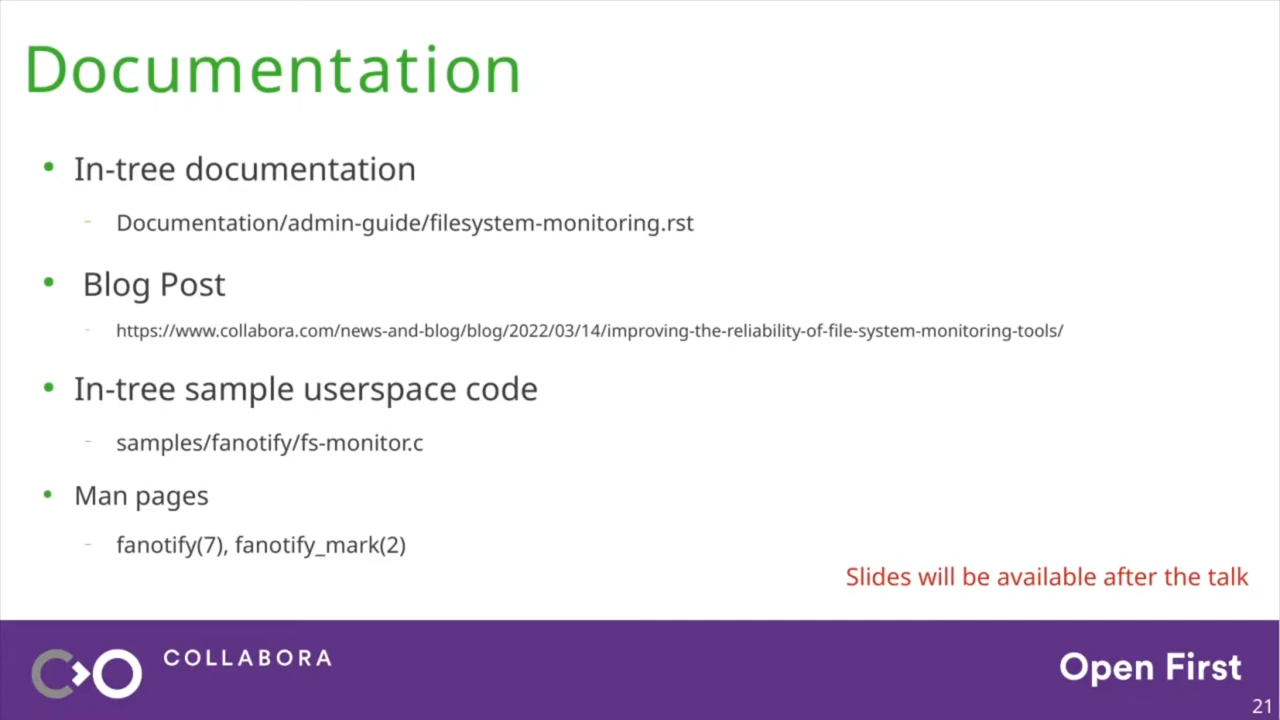 Documentation
• In-tree documentation
- Documentation/admin-guide/filesystem-monitoring.rst
• Blog Post
- https://www.collabora.com/news-and-blog/blog/2022/03/14/improving-the-reliability-of-file-system-monitoring-tools/
• In-tree sample userspace code
- samples/fanotify/fs-monitor.c
• Man pages
- fanotify(7), fanotify_mark(2)
Slides will be available after the talk
COLLABORA
Open First
21